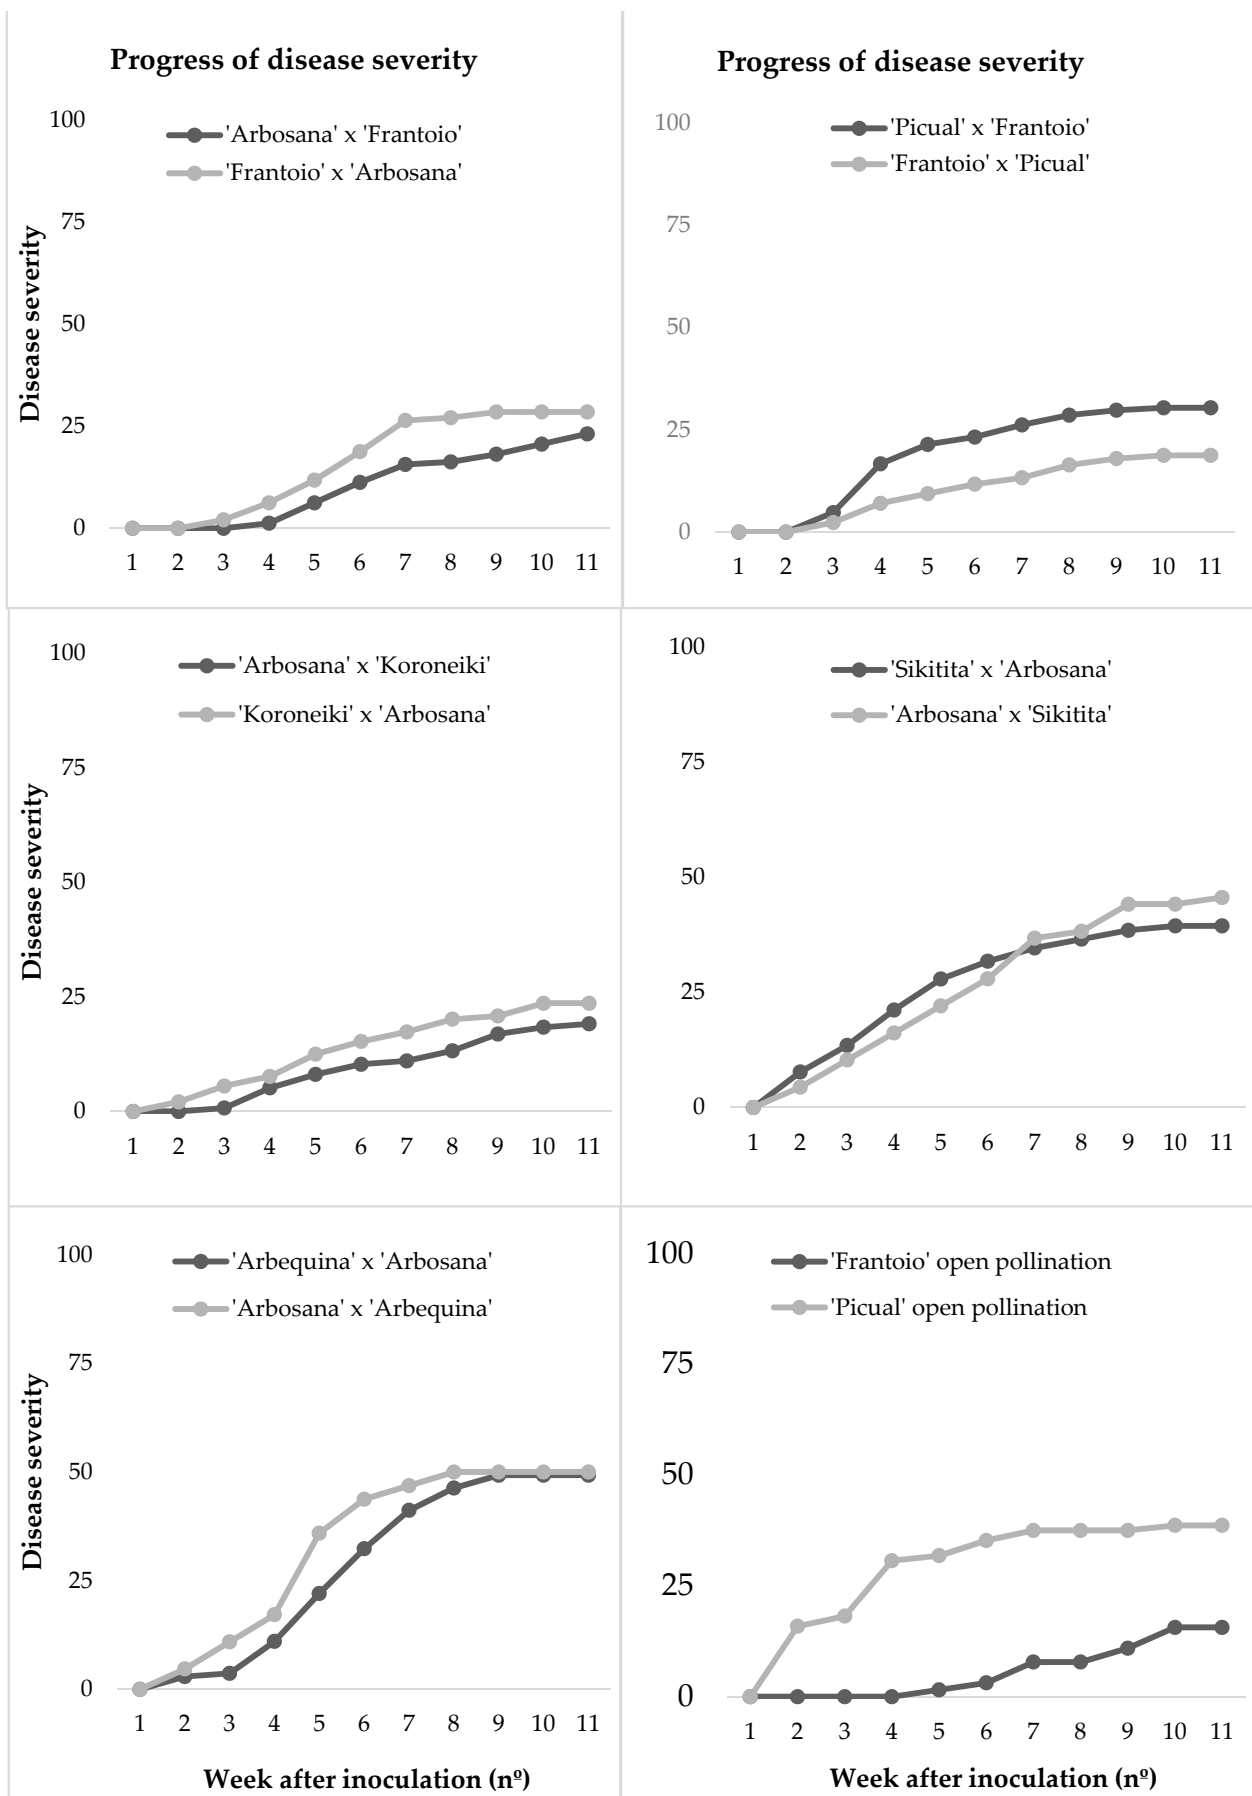 Progress of disease severity
Disease severity
100
75
50
25
0
'Arbosana' x 'Frantoio'
'Frantoio' x 'Arbosana'
1 2 3 4 5 6 7 8 9 10 11
Progress of disease severity
100
75
50
25
0
'Picual' x 'Frantoio'
'Frantoio' x 'Picual'
1 2 3 4 5 6 7 8 9 10 11
Disease severity
100
75
50
25
0
'Arbosana' x 'Koroneiki'
'Koroneiki' x 'Arbosana'
1 2 3 4 5 6 7 8 9 10 11
100
75
50
25
0
'Sikitita' x 'Arbosana'
'Arbosana' x 'Sikitita'
1 2 3 4 5 6 7 8 9 10 11
Disease severity
100
75
50
25
0
'Arbequina' x 'Arbosana'
'Arbosana' x 'Arbequina'
1 2 3 4 5 6 7 8 9 10 11
Week after inoculation (nº)
100
75
50
25
0
'Frantoio' open pollination
'Picual' open pollination
1 2 3 4 5 6 7 8 9 10 11
Week after inoculation (nº)